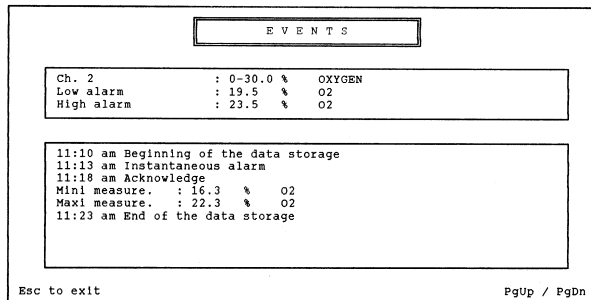 E V E N T S
Ch. 2 : 0-30.0 % OXYGEN
Low alarm : 19.5 % O2
High alarm : 23.5 % O2
11:10 am Beginning of the data storage
11:13 am Instantaneous alarm
11:18 am Acknowledge
Mini measure. : 16.3 % O2
Maxi measure. : 22.3 % O2
11:23 am End of the data storage
Esc to exit PgUp / PgDn